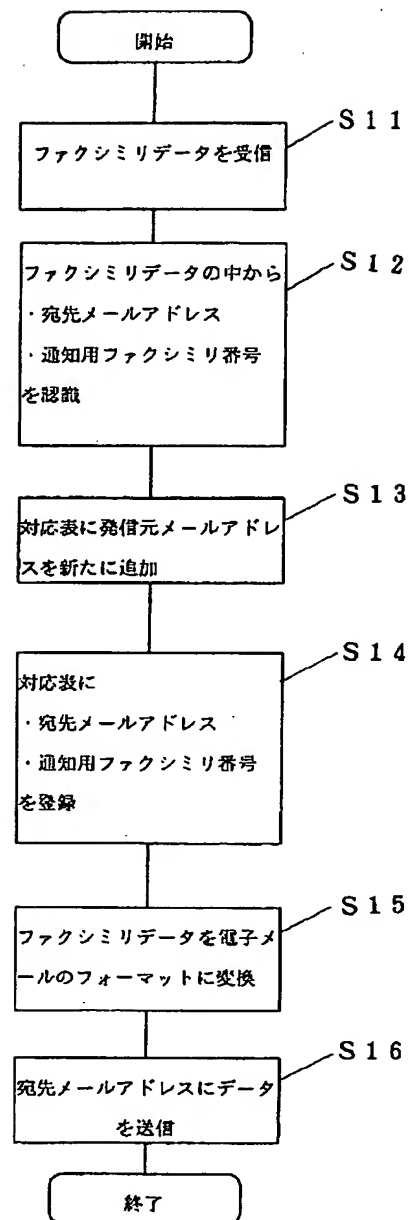 開始
S11
ファクシミリデータを受信
S12
ファクシミリデータの中から
・宛先メールアドレス
・通知用ファクシミリ番号
を認識
S13
対応表に発信元メールアドレ
スを新たに追加
S14
対応表に
・宛先メールアドレス
・通知用ファクシミリ番号
を登録
S15
ファクシミリデータを電子メ
ールのフォーマットに変換
S16
宛先メールアドレスにデータ
を送信
終了